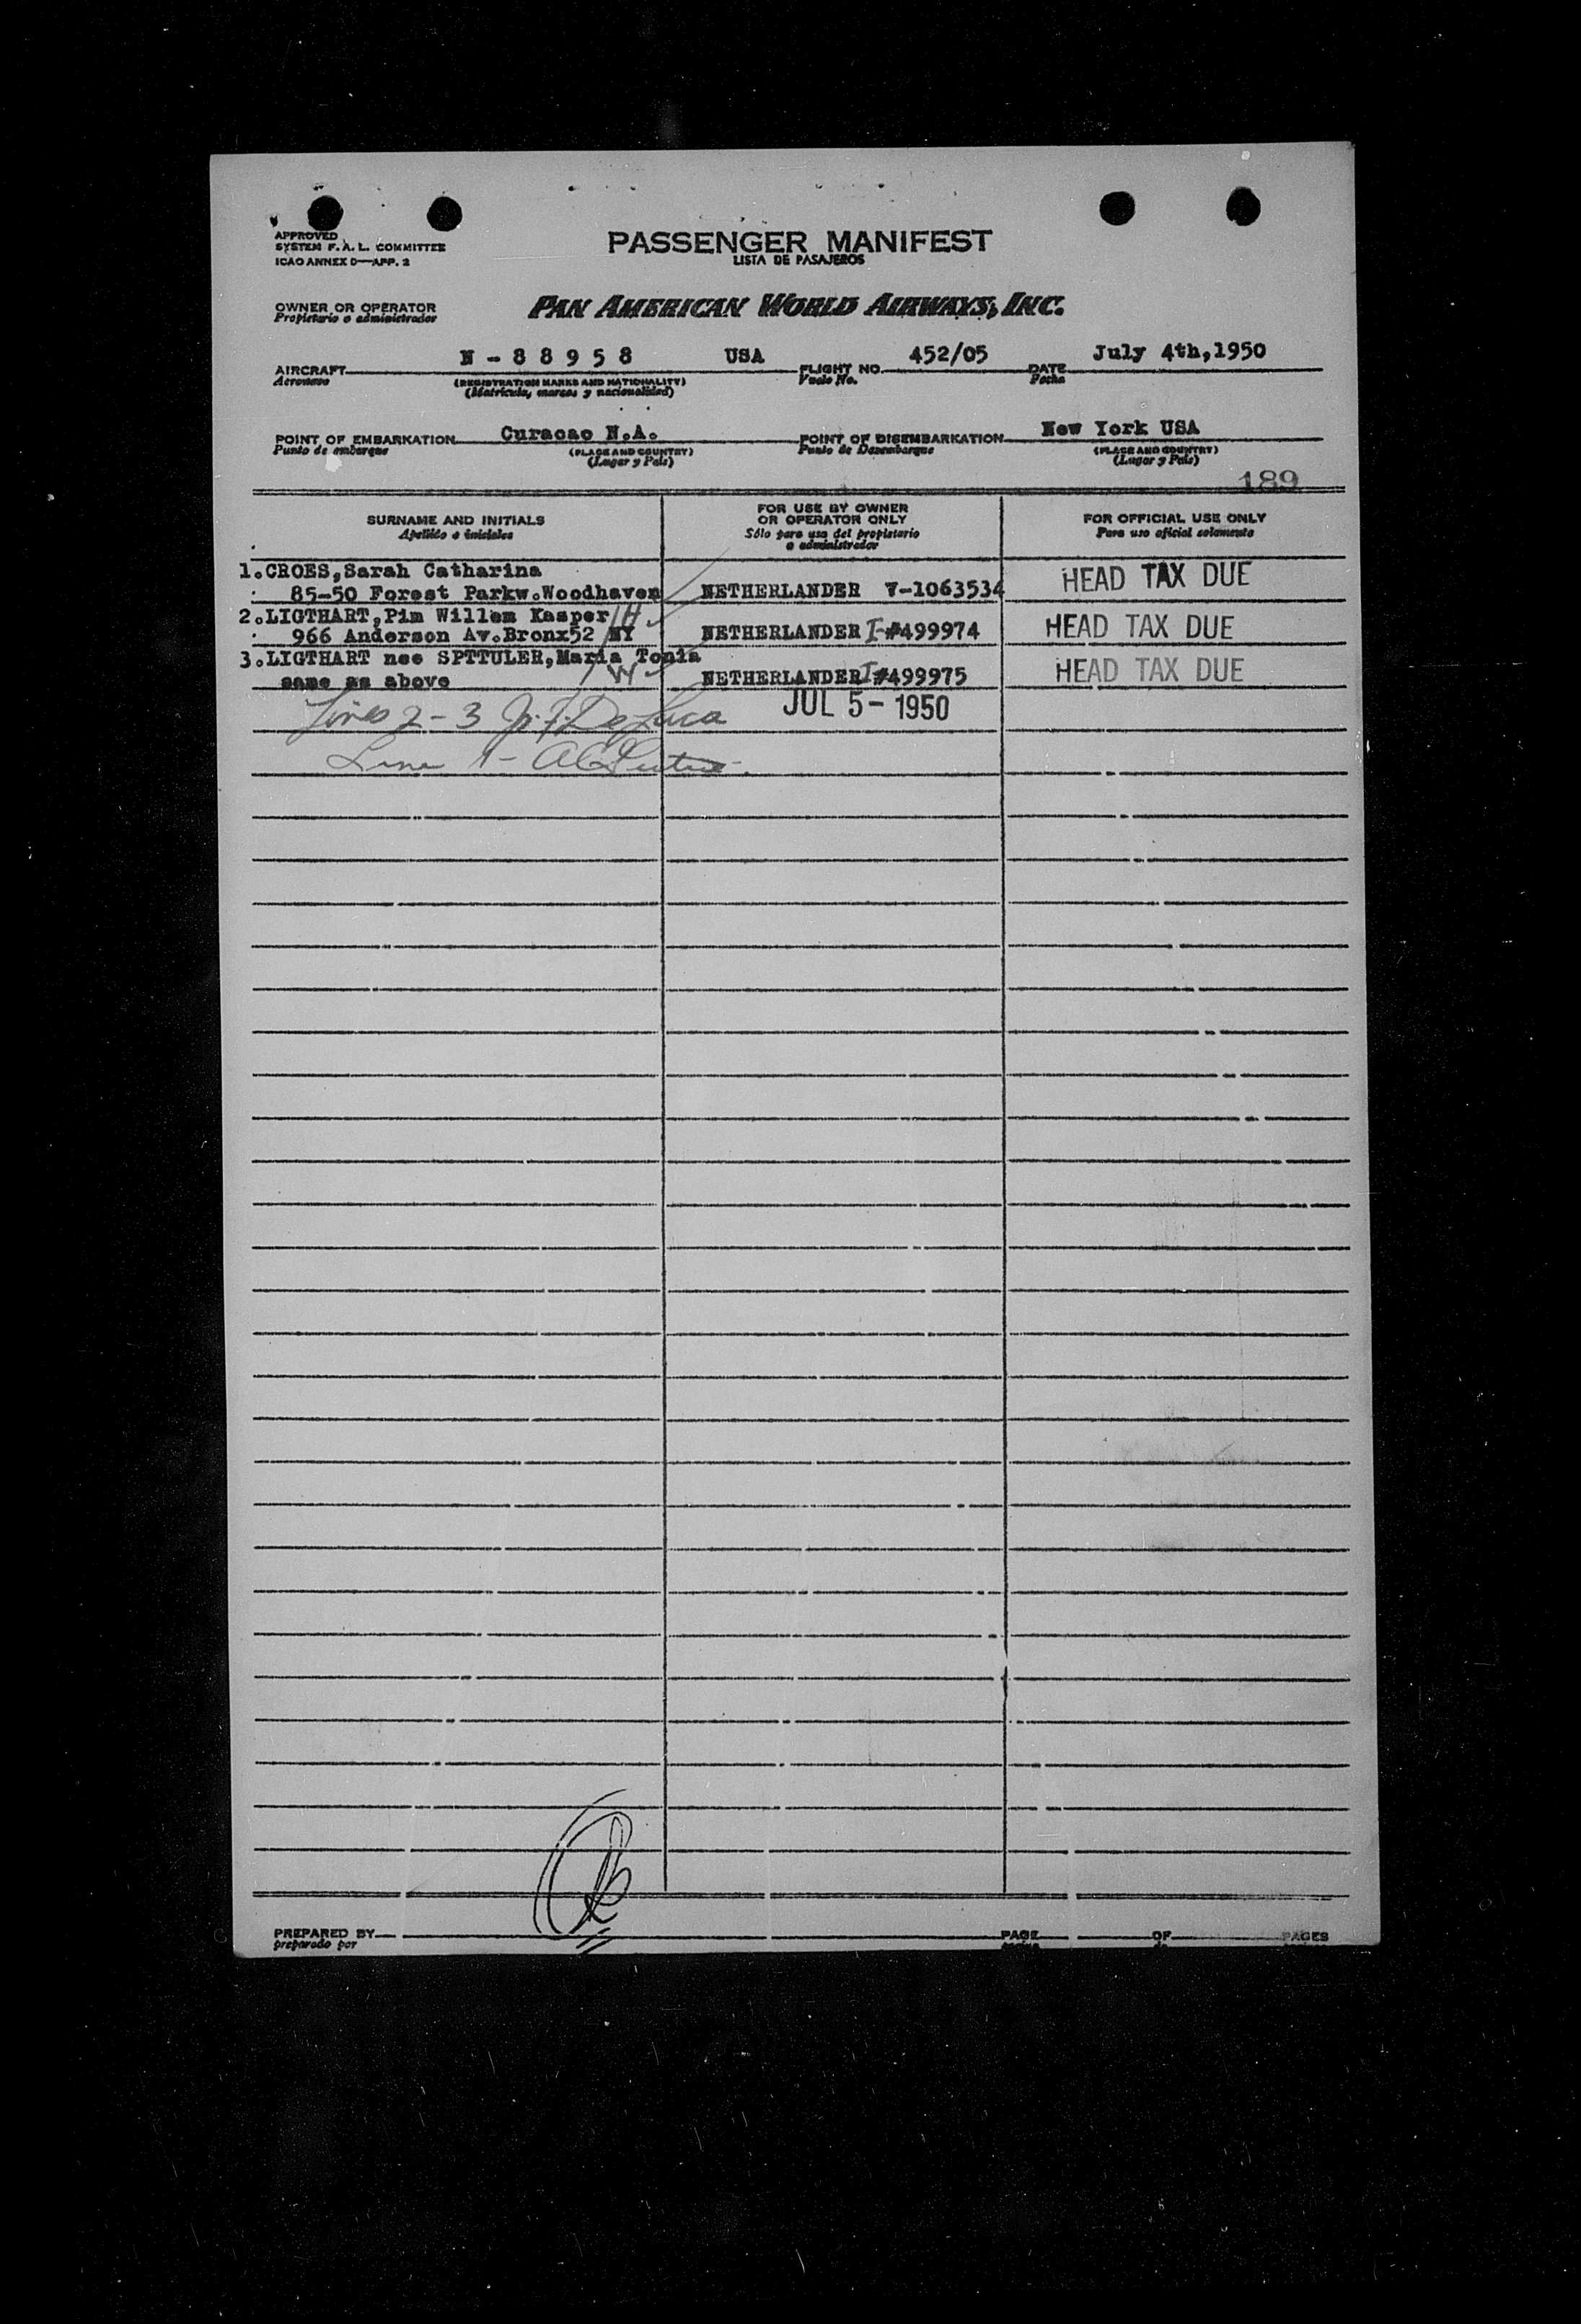 APPROVED
SYSTEM F.A.L. COMMITTEE
ICAO ANNEX D—APP. 2
PASSENGER MANIFEST
LISTA DE PASAJEROS
OWNER OR OPERATOR
Propietario o administrador
PAN AMERICAN WORLD AIRWAYS, INC.
AIRCRAFT N - 8 8 9 5 8 USA FLIGHT NO. 452/05 DATE July 4th,1950
Aeronave (REGISTRATION MARKS AND NATIONALITY) Vuelo No. Fecha
(Matrícula, marcas y nacionalidad)
POINT OF EMBARKATION Curacao N.A. POINT OF DISEMBARKATION New York USA
Punto de embarque (PLACE AND COUNTRY) Punto de Desembarque (PLACE AND COUNTRY)
(Lugar y País) (Lugar y País)
189
SURNAME AND INITIALS
Apellido e iniciales
FOR USE BY OWNER
OR OPERATOR ONLY
Sólo para uso del propietario
o administrador
FOR OFFICIAL USE ONLY
Para uso oficial solamente
1.CROES,Sarah Catharina
85-50 Forest Parkw.Woodhaven NETHERLANDER V-1063534 HEAD TAX DUE
2.LIGTHART,Pim Willem Kasper H
966 Anderson Av.Bronx52 NY NETHERLANDER I-#499974 HEAD TAX DUE
3.LIGTHART nee SPTTULER,Maria Tonia
same as above W NETHERLANDER I #499975 HEAD TAX DUE
JUL 5 - 1950
Lines 2-3 De Luca
Line 1 -
PREPARED BY PAGE OF PAGES
preparado por